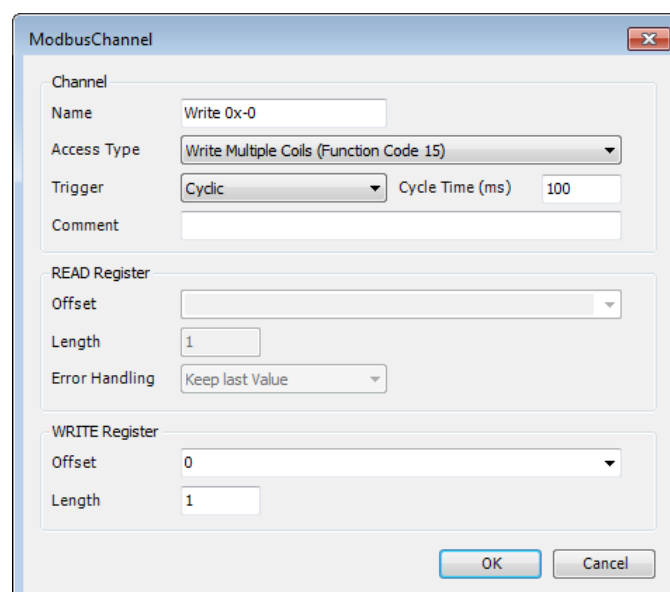 ModbusChannel
Channel
Name Write 0x-0
Access Type Write Multiple Coils (Function Code 15)
Trigger Cyclic Cycle Time (ms) 100
Comment
READ Register
Offset
Length 1
Error Handling Keep last Value
WRITE Register
Offset 0
Length 1
OK Cancel